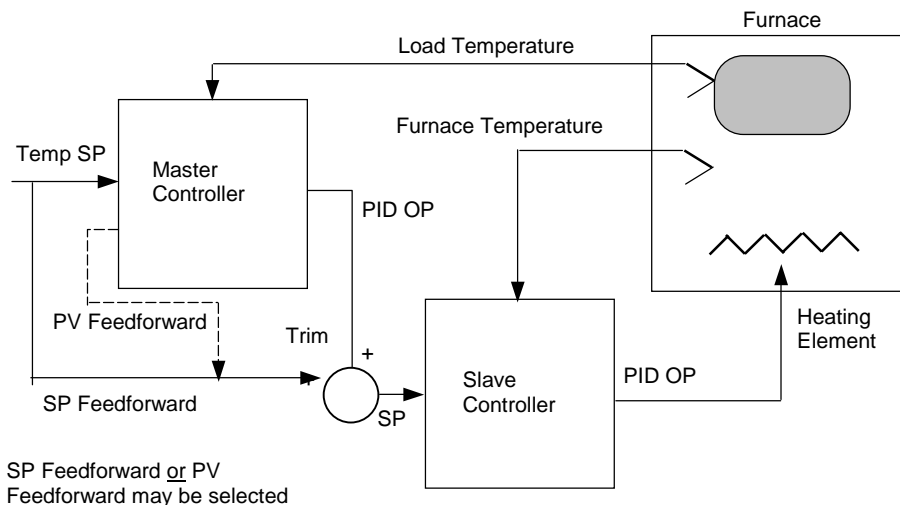 Furnace
Load Temperature
Furnace Temperature
Temp SP
Master
Controller
PID OP
PV Feedforward
Trim
+
+
SP Feedforward
SP
Slave
Controller
PID OP
Heating
Element
SP Feedforward or PV
Feedforward may be selected